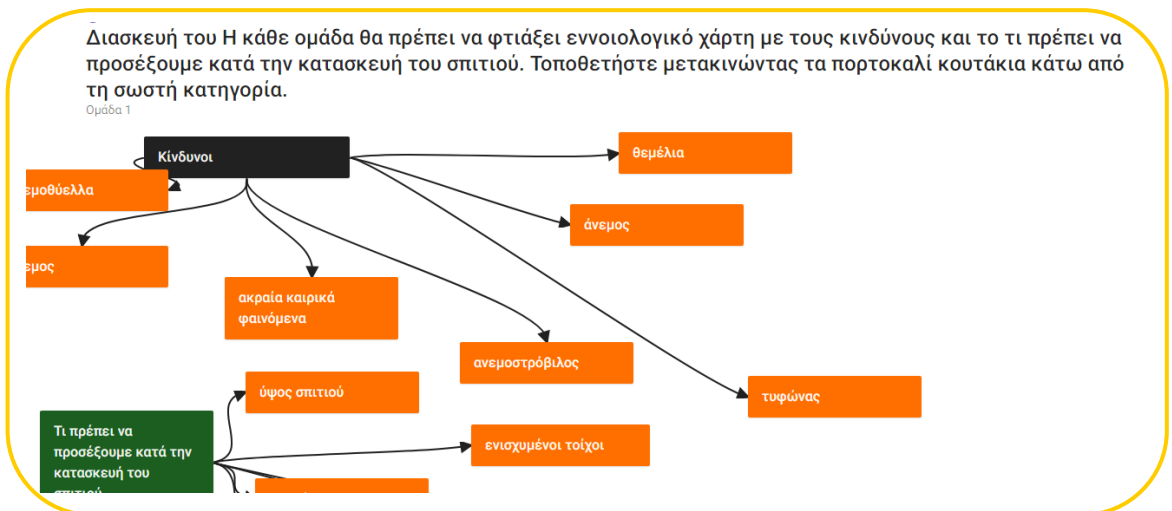 Διασκευή του Η κάθε ομάδα θα πρέπει να φτιάξει εννοιολογικό χάρτη με τους κινδύνους και το τι πρέπει να
προσέξουμε κατά την κατασκευή του σπιτιού. Τοποθετήστε μετακινώντας τα πορτοκαλί κουτάκια κάτω από
τη σωστή κατηγορία.
Ομάδα 1
Κίνδυνοι
θεμέλια
εμοθύελλα
άνεμος
εμος
ακραία καιρικά
φαινόμενα
ανεμοστρόβιλος
τυφώνας
ύψος σπιτιού
Τι πρέπει να
προσέξουμε κατά την
κατασκευή του
σπιτιού
ενισχυμένοι τοίχοι